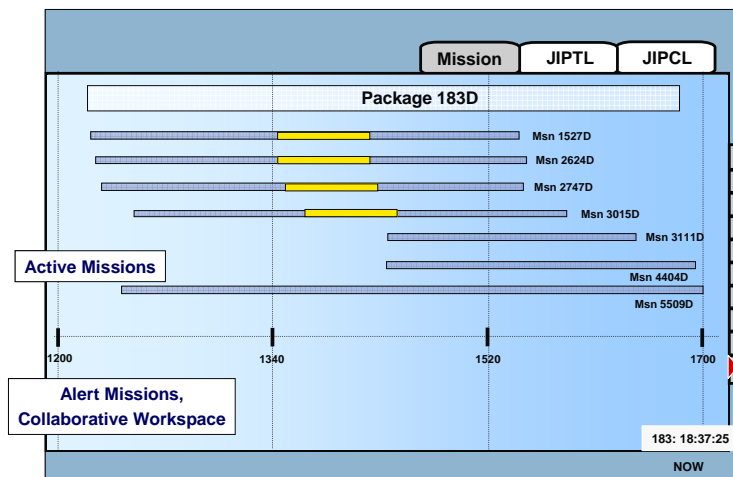 Mission
JIPTL
JIPCL
Package 183D
Msn 1527D
Msn 2624D
Msn 2747D
Msn 3015D
Msn 3111D
Active Missions
Msn 4404D
Msn 5509D
1200
1340
1520
1700
Alert Missions,
Collaborative Workspace
183: 18:37:25
NOW